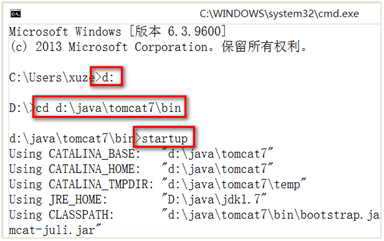 C:\WINDOWS\system32\cmd.exe
Microsoft Windows [版本 6.3.9600]
(c) 2013 Microsoft Corporation。保留所有权利。
C:\Users\xuze>d:
D:\>cd d:\java\tomcat7\bin
d:\java\tomcat7\bin>startup
Using CATALINA_BASE:   "d:\java\tomcat7"
Using CATALINA_HOME:   "d:\java\tomcat7"
Using CATALINA_TMPDIR: "d:\java\tomcat7\temp"
Using JRE_HOME:        "D:\java\jdk1.7"
Using CLASSPATH:       "d:\java\tomcat7\bin\bootstrap.ja
mcat-juli.jar"